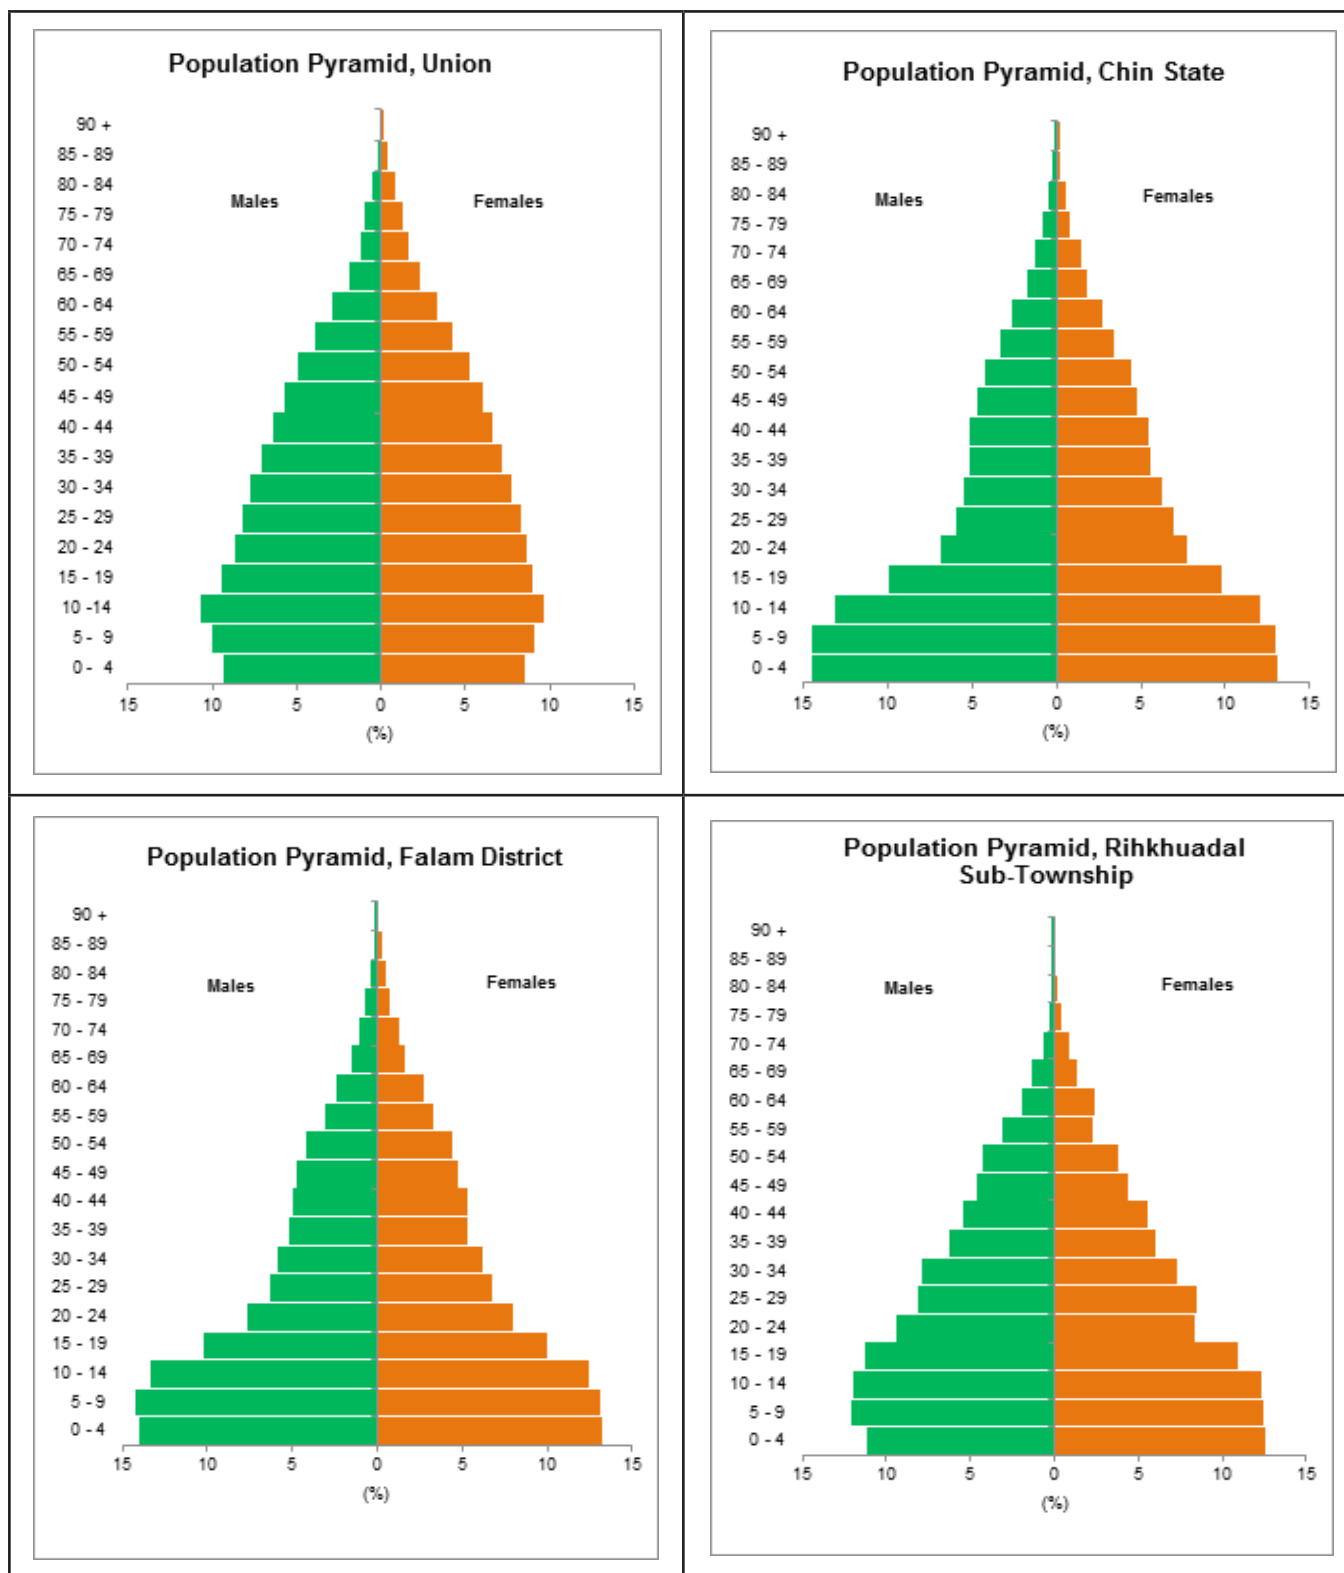 Population Pyramid, Union
90 +
85 - 89
80 - 84
75 - 79
70 - 74
65 - 69
60 - 64
55 - 59
50 - 54
45 - 49
40 - 44
35 - 39
30 - 34
25 - 29
20 - 24
15 - 19
10 -14
5 - 9
0 - 4
Males
Females
15 10 5 0 5 10 15
(%)
Population Pyramid, Chin State
90 +
85 - 89
80 - 84
75 - 79
70 - 74
65 - 69
60 - 64
55 - 59
50 - 54
45 - 49
40 - 44
35 - 39
30 - 34
25 - 29
20 - 24
15 - 19
10 - 14
5 - 9
0 - 4
Males
Females
15 10 5 0 5 10 15
(%)
Population Pyramid, Falam District
90 +
85 - 89
80 - 84
75 - 79
70 - 74
65 - 69
60 - 64
55 - 59
50 - 54
45 - 49
40 - 44
35 - 39
30 - 34
25 - 29
20 - 24
15 - 19
10 - 14
5 - 9
0 - 4
Males
Females
15 10 5 0 5 10 15
(%)
Population Pyramid, Rihkhuadal
Sub-Township
90 +
85 - 89
80 - 84
75 - 79
70 - 74
65 - 69
60 - 64
55 - 59
50 - 54
45 - 49
40 - 44
35 - 39
30 - 34
25 - 29
20 - 24
15 - 19
10 - 14
5 - 9
0 - 4
Males
Females
15 10 5 0 5 10 15
(%)